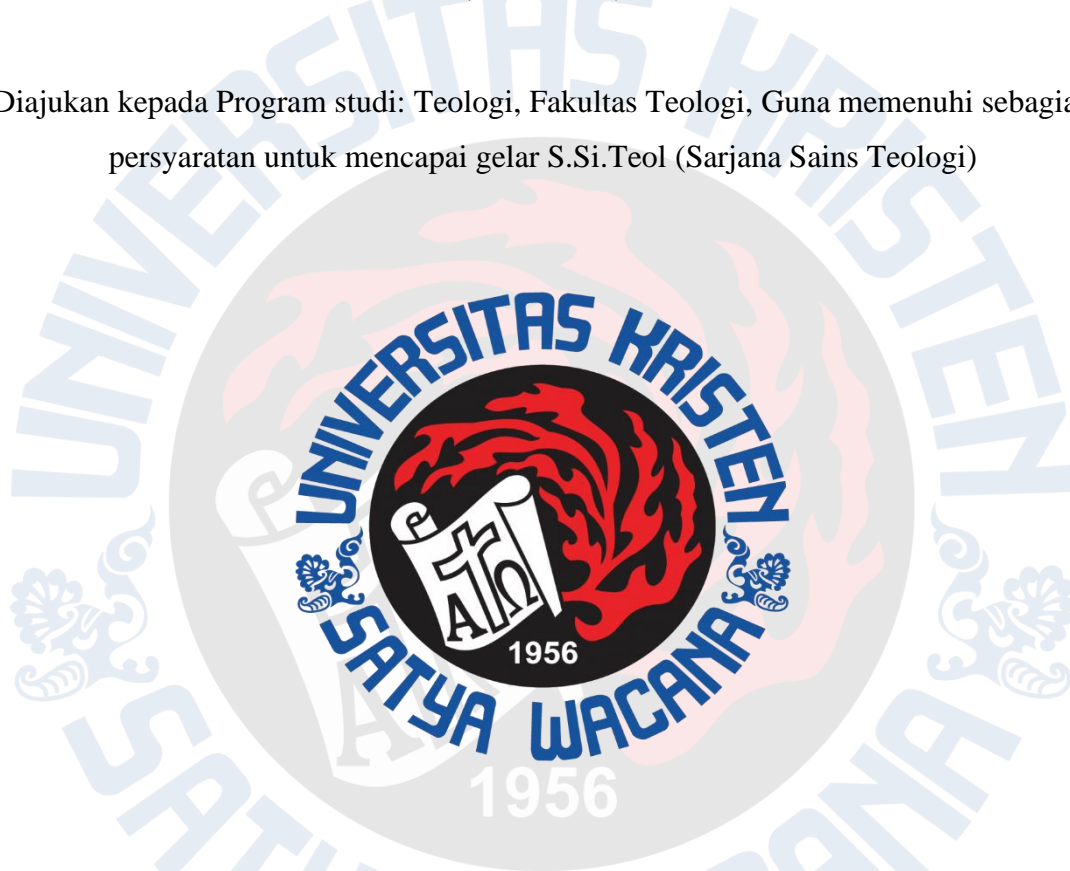 Diajukan kepada Program studi: Teologi, Fakultas Teologi, Guna memenuhi sebagia
persyaratan untuk mencapai gelar S.Si.Teol (Sarjana Sains Teologi)
UNIVERSITAS KRISTEN
ΑΩ
1956
SATYA WACANA
1956